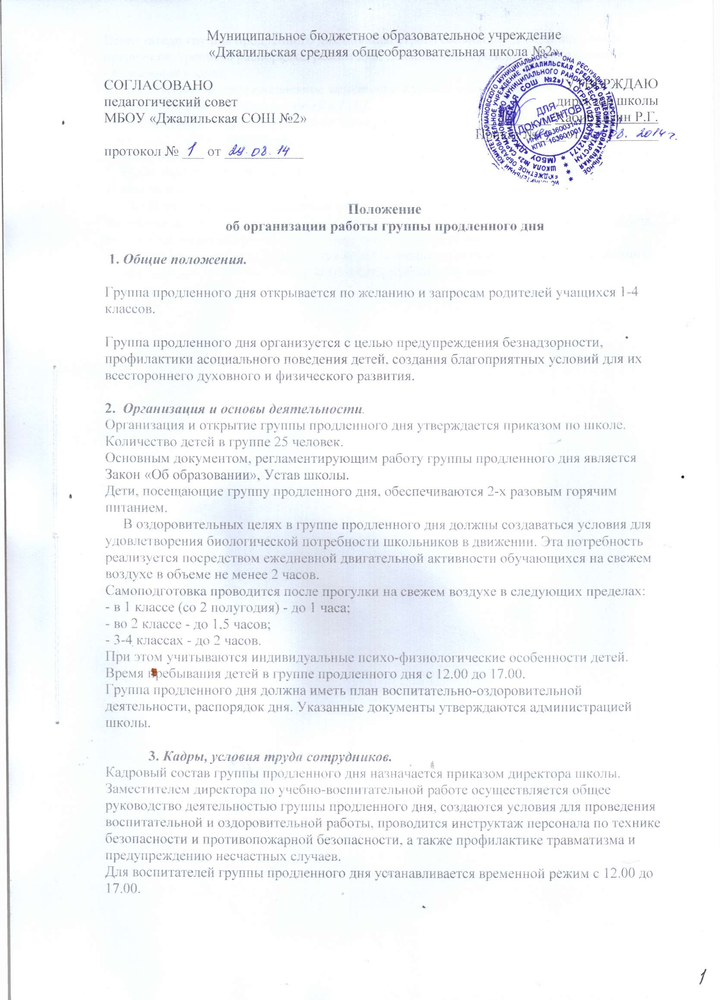 Муниципальное бюджетное образовательное учреждение
«Джалильская средняя общеобразовательная школа №2»
СОГЛАСОВАНО
педагогический совет
МБОУ «Джалильская СОШ №2»
протокол № 1 от 29.08.14
УТВЕРЖДАЮ
директор школы
Р.Г.
Приказ № от 08. 2014 г.
ДЛЯ
ДОКУМЕНТОВ
ИНН 1636003143
КПП 163601001
Положение
об организации работы группы продленного дня
1. Общие положения.
Группа продленного дня открывается по желанию и запросам родителей учащихся 1-4
классов.
Группа продленного дня организуется с целью предупреждения безнадзорности,
профилактики асоциального поведения детей, создания благоприятных условий для их
всестороннего духовного и физического развития.
2. Организация и основы деятельности.
Организация и открытие группы продленного дня утверждается приказом по школе.
Количество детей в группе 25 человек.
Основным документом, регламентирующим работу группы продленного дня является
Закон «Об образовании», Устав школы.
Дети, посещающие группу продленного дня, обеспечиваются 2-х разовым горячим
питанием.
В оздоровительных целях в группе продленного дня должны создаваться условия для
удовлетворения биологической потребности школьников в движении. Эта потребность
реализуется посредством ежедневной двигательной активности обучающихся на свежем
воздухе в объеме не менее 2 часов.
Самоподготовка проводится после прогулки на свежем воздухе в следующих пределах:
- в 1 классе (со 2 полугодия) - до 1 часа;
- во 2 классе - до 1,5 часов;
- 3-4 классах - до 2 часов.
При этом учитываются индивидуальные психо-физиологические особенности детей.
Время пребывания детей в группе продленного дня с 12.00 до 17.00.
Группа продленного дня должна иметь план воспитательно-оздоровительной
деятельности, распорядок дня. Указанные документы утверждаются администрацией
школы.
3. Кадры, условия труда сотрудников.
Кадровый состав группы продленного дня назначается приказом директора школы.
Заместителем директора по учебно-воспитательной работе осуществляется общее
руководство деятельностью группы продленного дня, создаются условия для проведения
воспитательной и оздоровительной работы, проводится инструктаж персонала по технике
безопасности и противопожарной безопасности, а также профилактике травматизма и
предупреждению несчастных случаев.
Для воспитателей группы продленного дня устанавливается временной режим с 12.00 до
17.00.
1